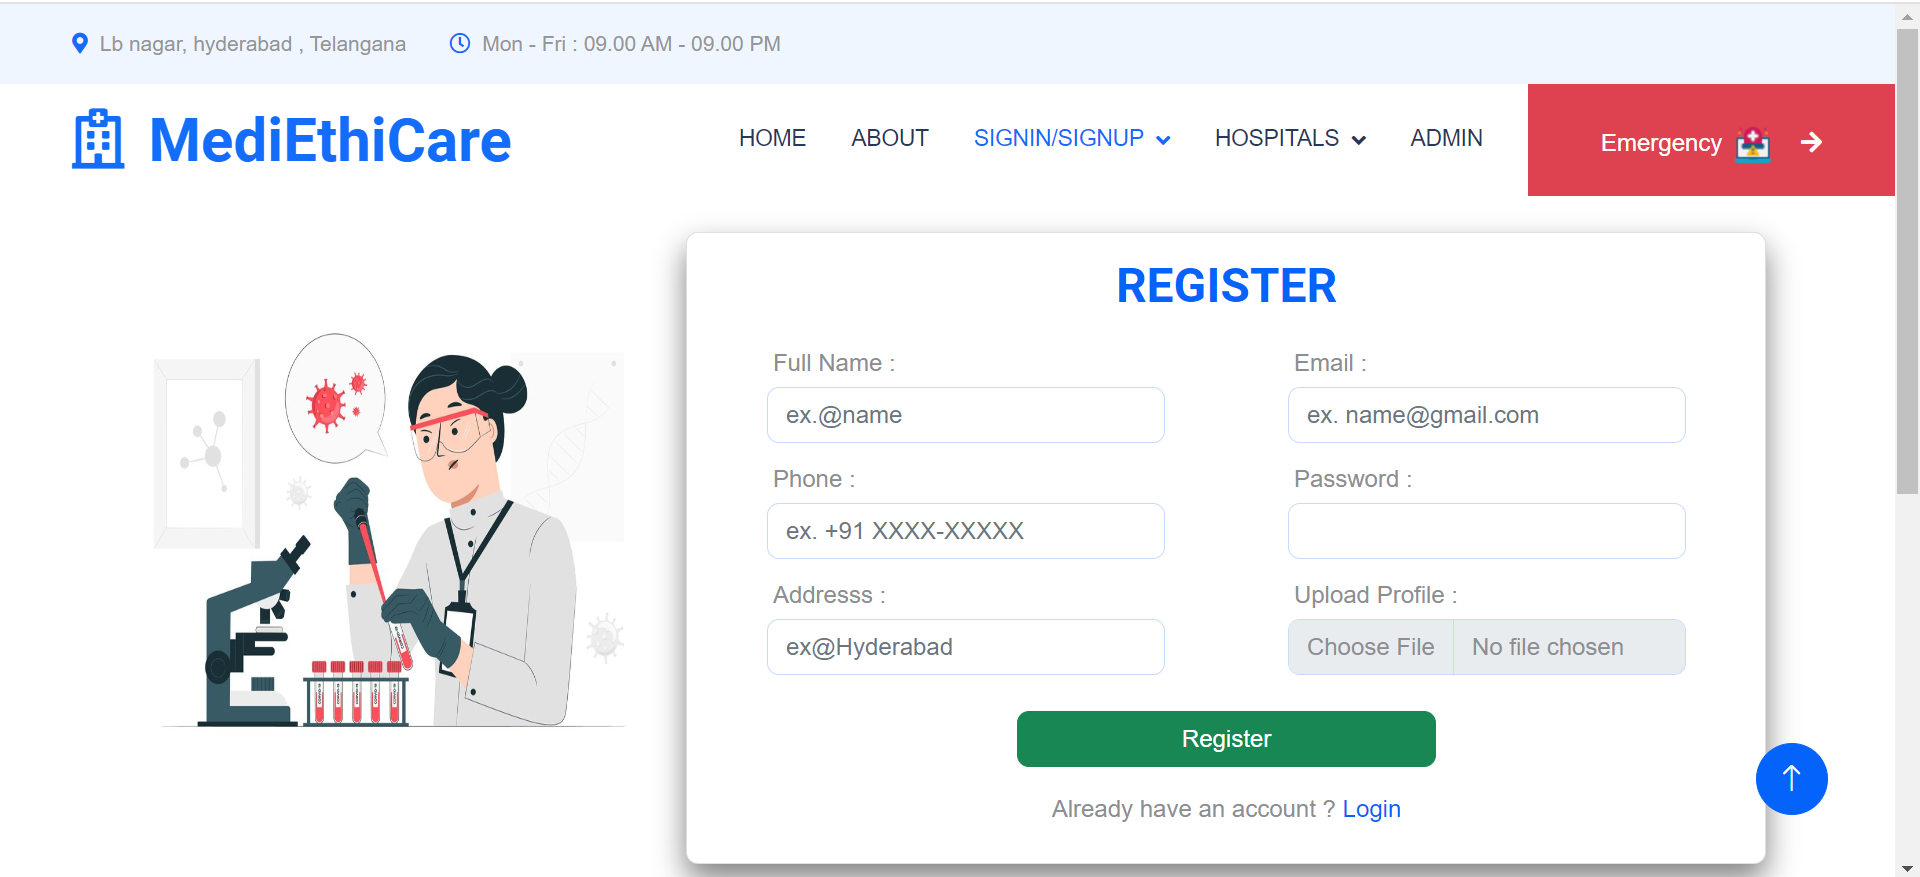 Lb nagar, hyderabad , Telangana Mon - Fri : 09.00 AM - 09.00 PM
MediEthiCare HOME ABOUT SIGNIN/SIGNUP HOSPITALS ADMIN Emergency
REGISTER
Full Name : Email :
ex.@name ex. name@gmail.com
Phone : Password :
ex. +91 XXXX-XXXXX
Addresss : Upload Profile :
ex@Hyderabad Choose File No file chosen
Register
Already have an account ? Login